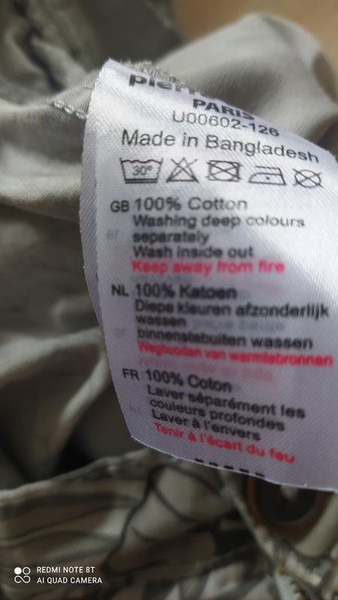 PARIS
U00602-126
Made in Bangladesh
30°
GB 100% Cotton
Washing deep colours
separately
Wash inside out
Keep away from fire
NL 100% Katoen
Diepe kleuren afzonderlijk
wassen
binnenstebuiten wassen
Weghouden van warmtebronnen
FR 100% Coton
Laver séparément les
couleurs profondes
Laver à l'envers
Tenir à l'écart du feu
REDMI NOTE 8T
AI QUAD CAMERA